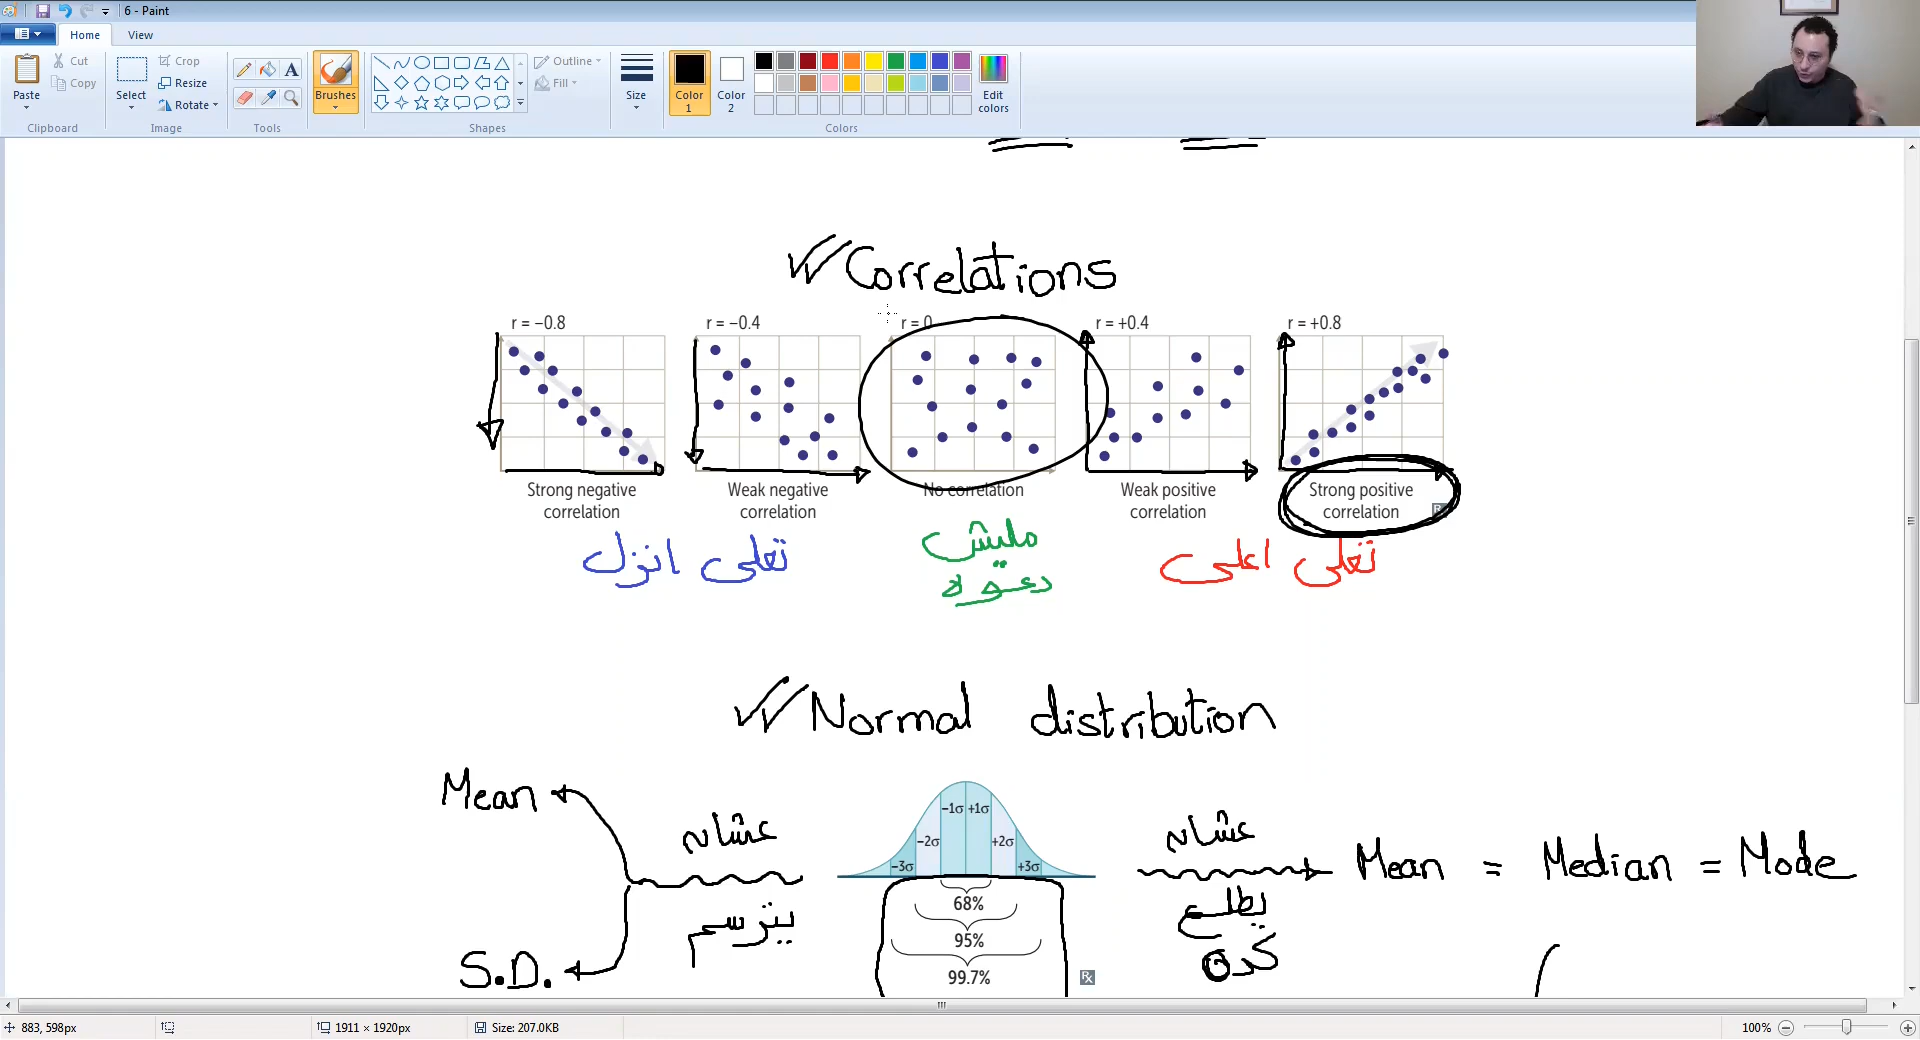 6 - Paint
Home View
Paste Cut Copy Clipboard
Select Crop Resize Rotate Image
A Tools
Brushes
Shapes Outline Fill
Size
Color 1 Color 2 Edit colors Colors
Correlations
r = −0.8 r = −0.4 r = 0 r = +0.4 r = +0.8
Strong negative correlation
Weak negative correlation
No correlation
Weak positive correlation
Strong positive correlation
تعلى انزل
ملیش دعوه
تعلى اعلى
Normal distribution
Mean
S.D.
عشان يترسم
−3σ −2σ −1σ +1σ +2σ +3σ
68%
95%
99.7%
عشان يطلع كده
Mean = Median = Mode
883, 598px 1911 × 1920px Size: 207.0KB 100%